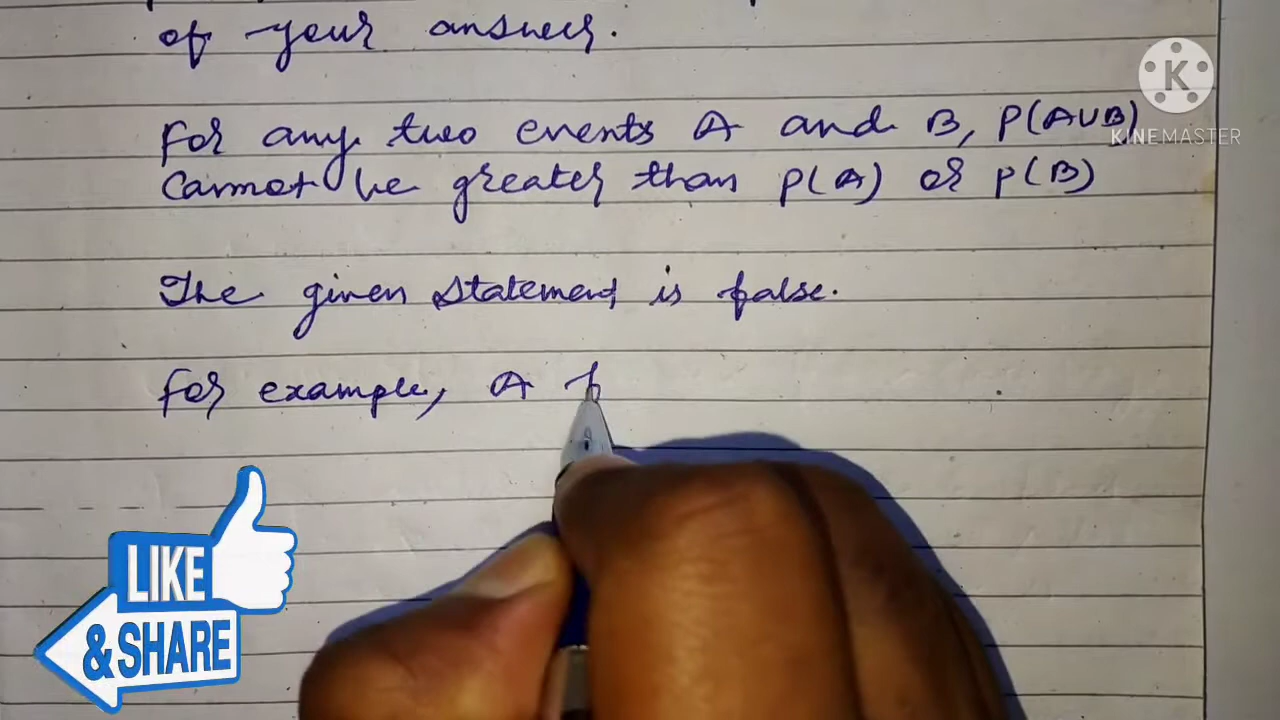 of your answer.
For any two events A and B, P(A∪B)
K
KINEMASTER
cannot be greater than P(A) or P(B)
The given statement is false.
For example, A
LIKE
& SHARE